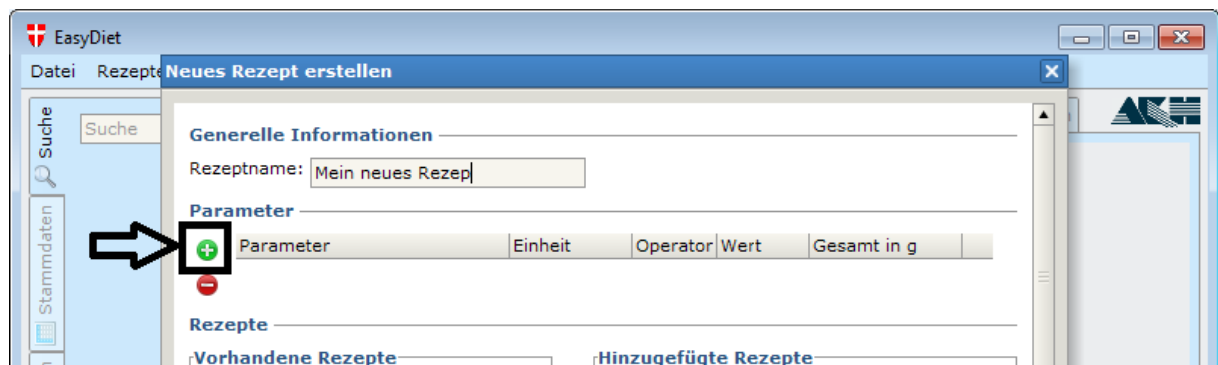 EasyDiet
Datei Rezepte
Neues Rezept erstellen
Suche
Suche
Stammdaten
Generelle Informationen
Rezeptname: Mein neues Rezep
Parameter
Parameter Einheit Operator Wert Gesamt in g
Rezepte
Vorhandene Rezepte Hinzugefügte Rezepte
AKH